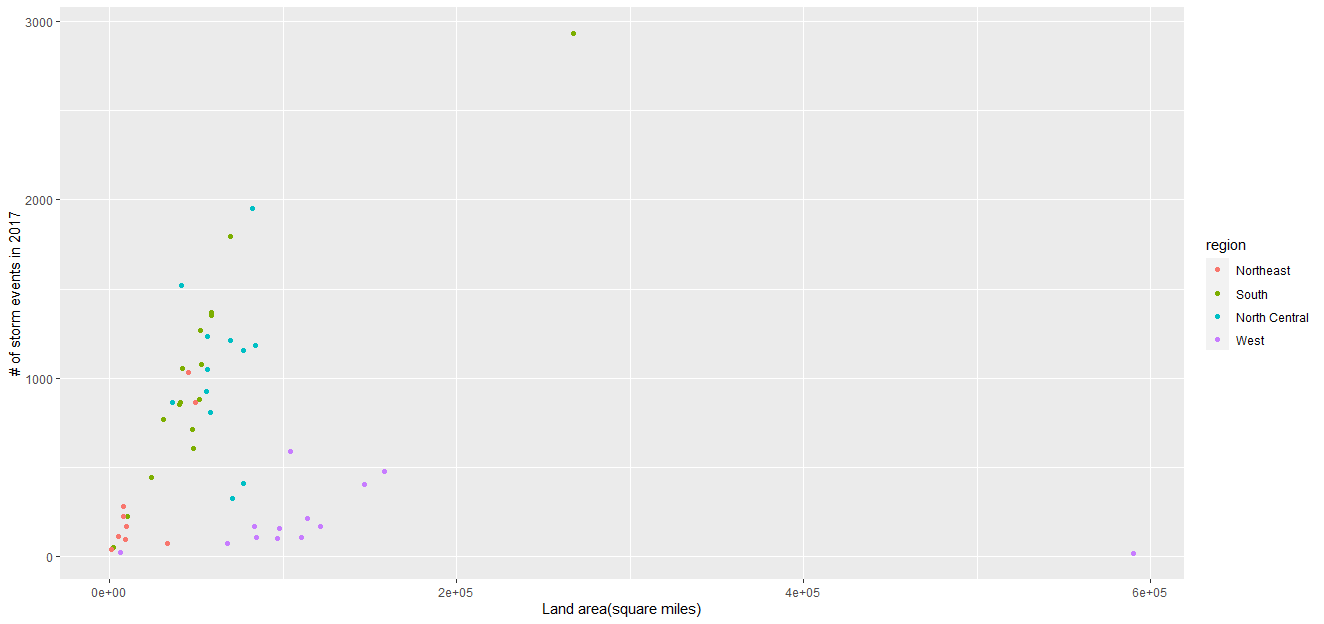 # of storm events in 2017
3000
2000
1000
0
0e+00
2e+05
4e+05
6e+05
Land area(square miles)
region
Northeast
South
North Central
West